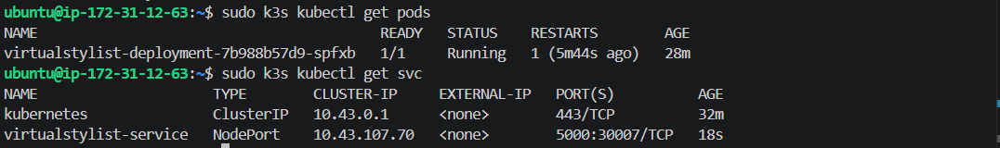 ubuntu@ip-172-31-12-63:~$ sudo k3s kubectl get pods
NAME READY STATUS RESTARTS AGE
virtualstylist-deployment-7b988b57d9-spfxb 1/1 Running 1 (5m44s ago) 28m
ubuntu@ip-172-31-12-63:~$ sudo k3s kubectl get svc
NAME TYPE CLUSTER-IP EXTERNAL-IP PORT(S) AGE
kubernetes ClusterIP 10.43.0.1 <none> 443/TCP 32m
virtualstylist-service NodePort 10.43.107.70 <none> 5000:30007/TCP 18s